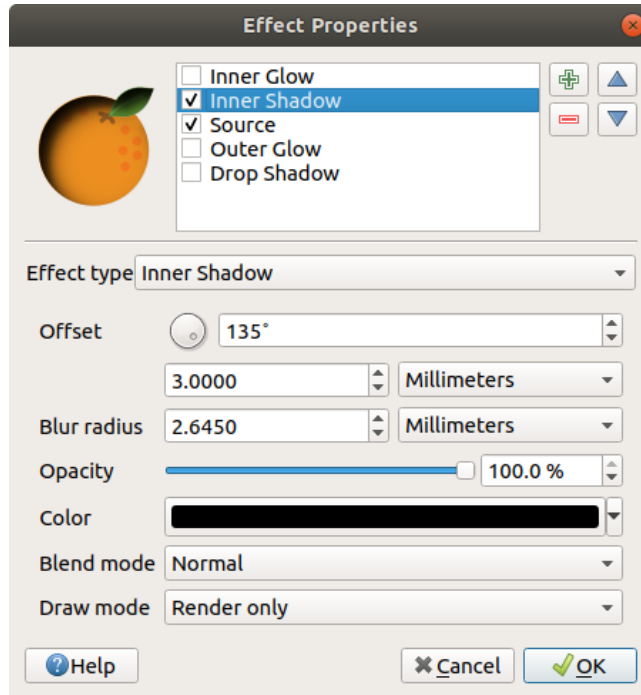 Effect Properties
Inner Glow
Inner Shadow
Source
Outer Glow
Drop Shadow
Effect type Inner Shadow
Offset 135°
3.0000 Millimeters
Blur radius 2.6450 Millimeters
Opacity 100.0 %
Color
Blend mode Normal
Draw mode Render only
Help Cancel OK